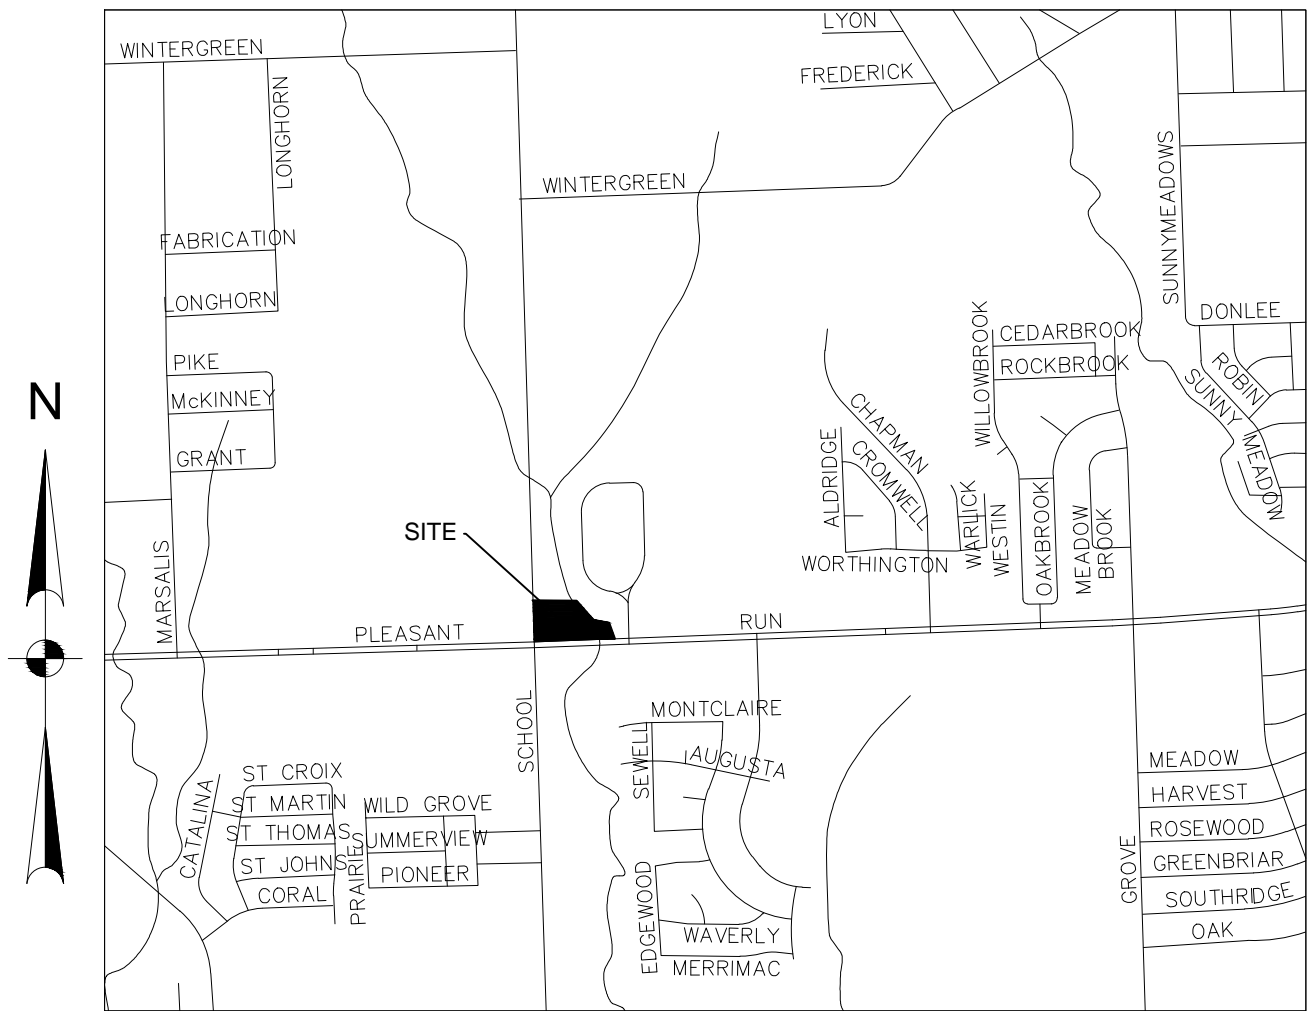 LYON
WINTERGREEN
FREDERICK
LONGHORN
SUNNYMEADOWS
WINTERGREEN
FABRICATION
LONGHORN
DONLEE
CEDARBROOK
ROCKBROOK
WILLOWBROOK
PIKE
ROBIN
SUNNY MEADOW
N
McKINNEY
CHAPMAN
CROMWELL
GRANT
ALDRIDGE
WARLICK
WESTIN
OAKBROOK
MEADOW
BROOK
SITE
WORTHINGTON
MARSALIS
PLEASANT RUN
SCHOOL
MONTCLAIRE
SEWELL
AUGUSTA
MEADOW
ST CROIX
CATALINA
ST MARTIN
WILD GROVE
HARVEST
ST THOMAS
SUMMERVIEW
ROSEWOOD
ST JOHNS
PRAIRIE
PIONEER
GROVE
GREENBRIAR
CORAL
EDGEWOOD
SOUTHRIDGE
WAVERLY
OAK
MERRIMAC